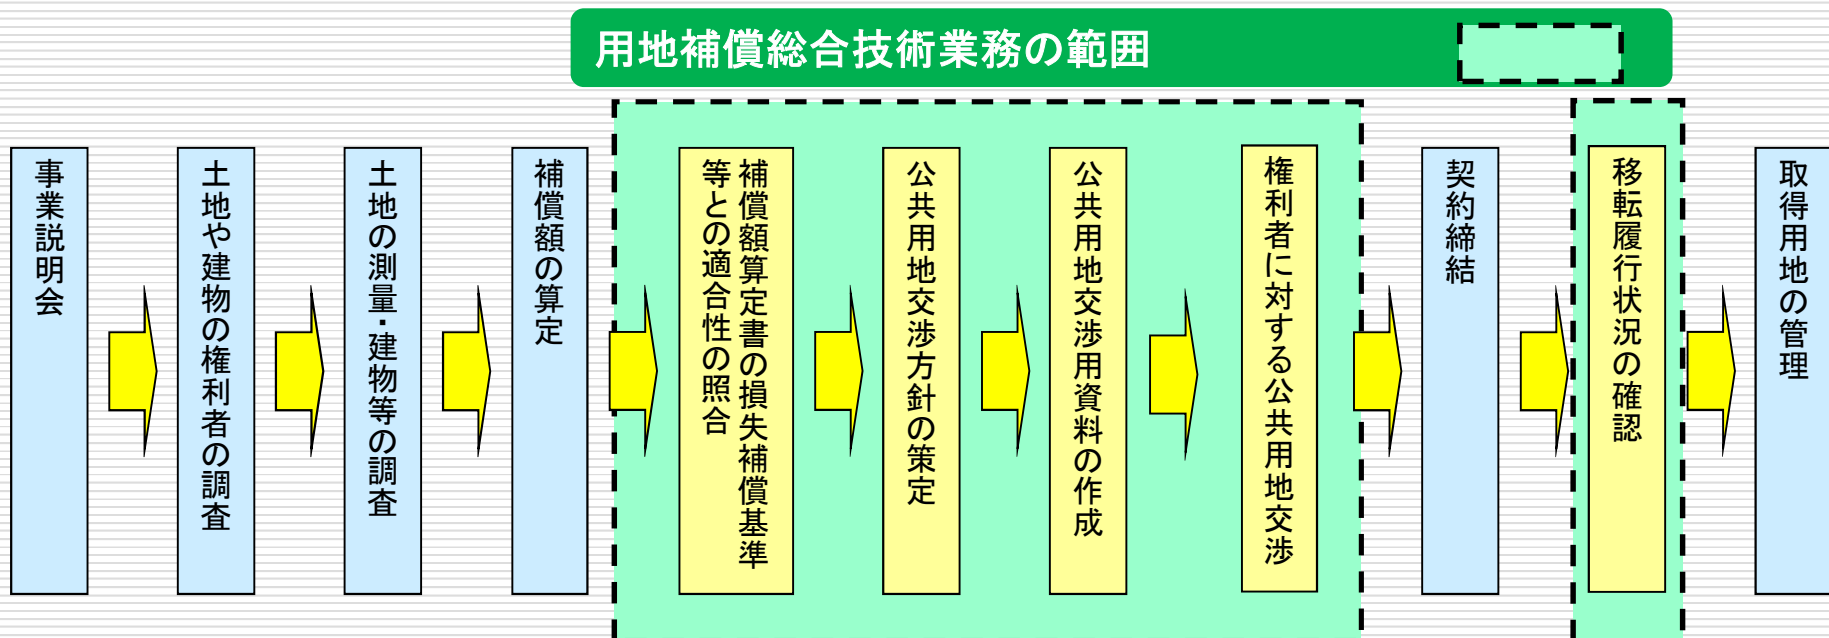 用地補償総合技術業務の範囲
事業説明会
土地や建物の権利者の調査
土地の測量・建物等の調査
補償額の算定
補償額算定書の損失補償基準
等との適合性の照合
公共用地交渉方針の策定
公共用地交渉用資料の作成
権利者に対する公共用地交渉
契約締結
移転履行状況の確認
取得用地の管理